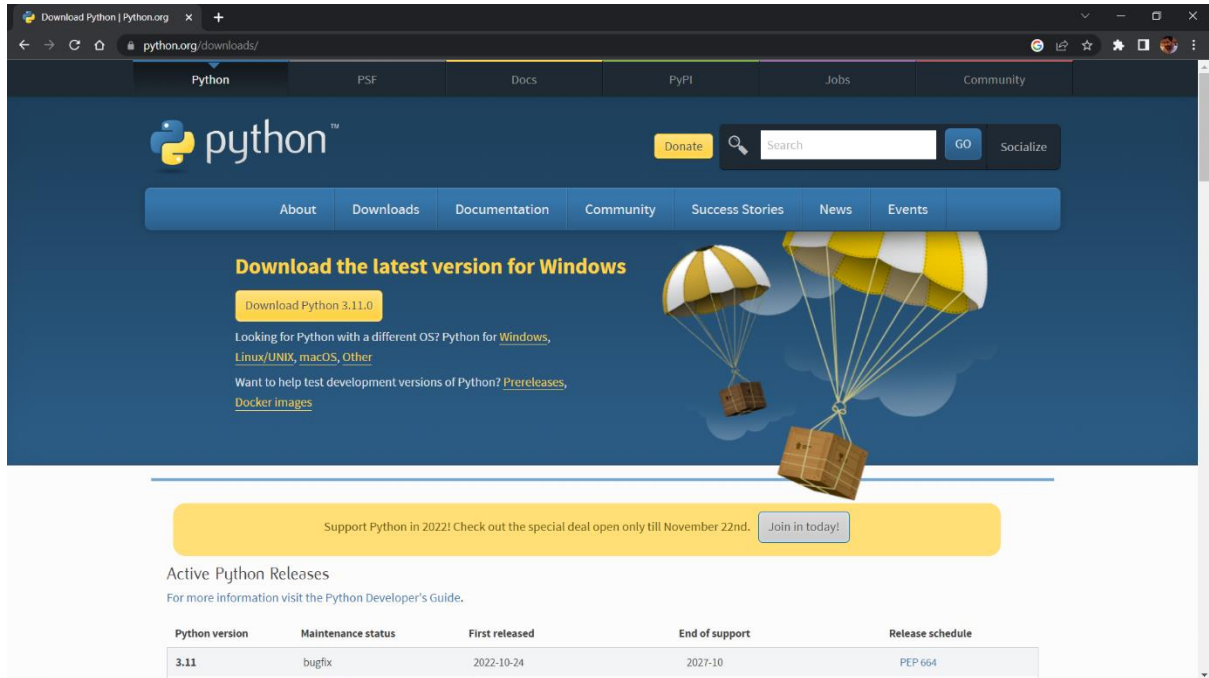 Download Python | Python.org
python.org/downloads/
Python PSF Docs PyPI Jobs Community
python™
Donate Search GO Socialize
About Downloads Documentation Community Success Stories News Events
Download the latest version for Windows
Download Python 3.11.0
Looking for Python with a different OS? Python for Windows,
Linux/UNIX, macOS, Other
Want to help test development versions of Python? Prereleases,
Docker images
Support Python in 2022! Check out the special deal open only till November 22nd. Join in today!
Active Python Releases
For more information visit the Python Developer's Guide.
Python version Maintenance status First released End of support Release schedule
3.11 bugfix 2022-10-24 2027-10 PEP 664